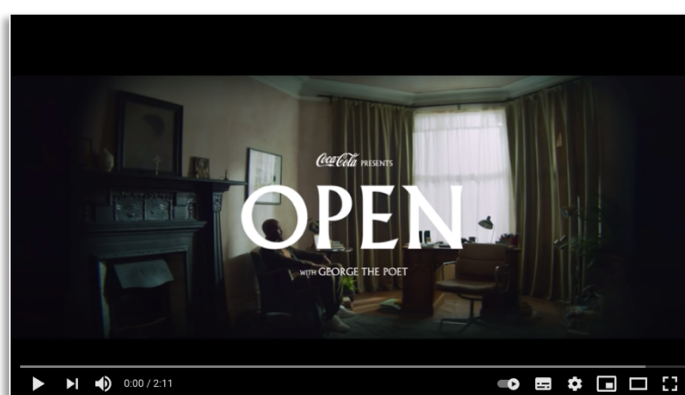 Coca-Cola PRESENTS
OPEN
WITH GEORGE THE POET
0:00 / 2:11